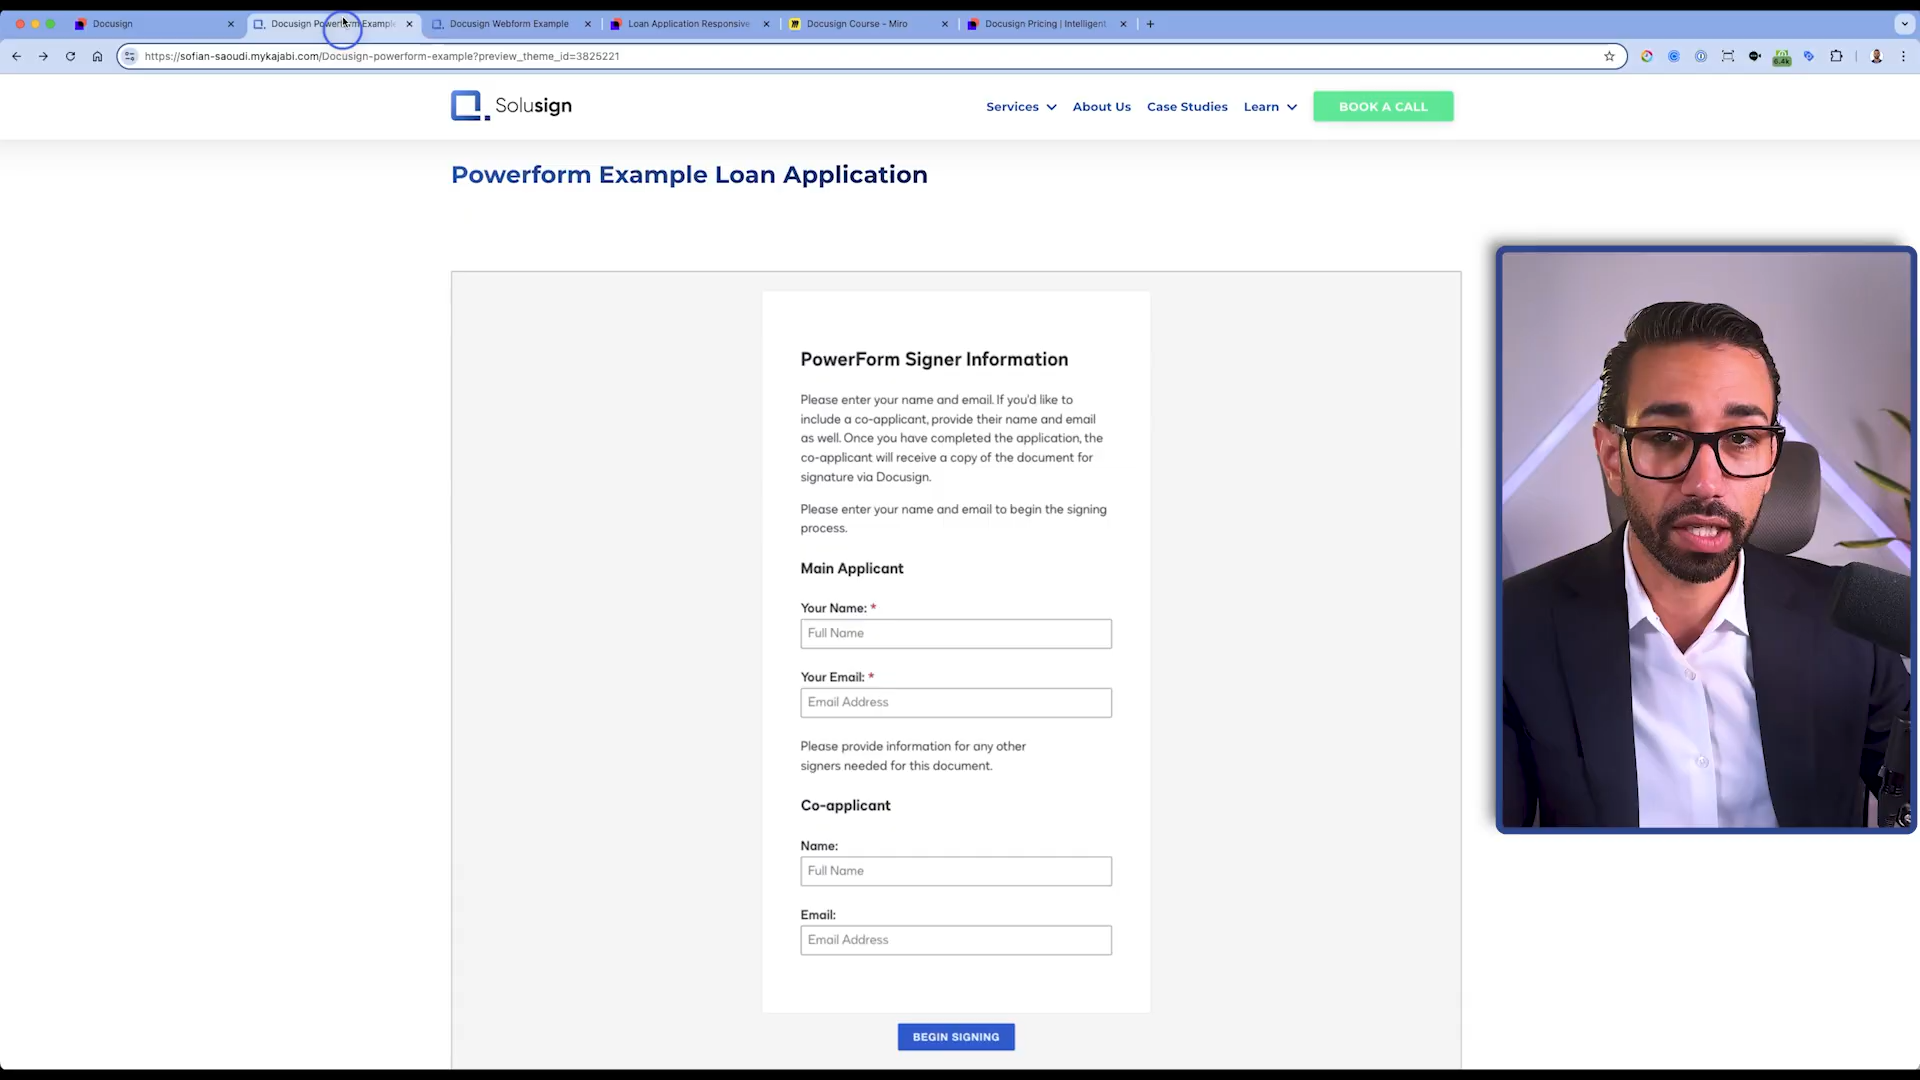 Docusign
Docusign Powerform Example
Docusign Webform Example
Loan Application Responsive
Docusign Course - Miro
Docusign Pricing | Intelligent
https://sofian-saoudi.mykajabi.com/Docusign-powerform-example?preview_theme_id=3825221
6.4k
Solusign
Services
About Us
Case Studies
Learn
BOOK A CALL
Powerform Example Loan Application
PowerForm Signer Information
Please enter your name and email. If you'd like to
include a co-applicant, provide their name and email
as well. Once you have completed the application, the
co-applicant will receive a copy of the document for
signature via Docusign.
Please enter your name and email to begin the signing
process.
Main Applicant
Your Name: *
Full Name
Your Email: *
Email Address
Please provide information for any other
signers needed for this document.
Co-applicant
Name:
Full Name
Email:
Email Address
BEGIN SIGNING